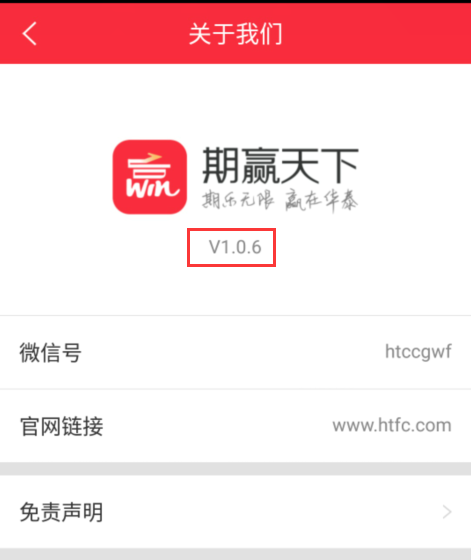 关于我们
Win
期赢天下
期乐无限 赢在华泰
V1.0.6
微信号
htccgwf
官网链接
www.htfc.com
免责声明